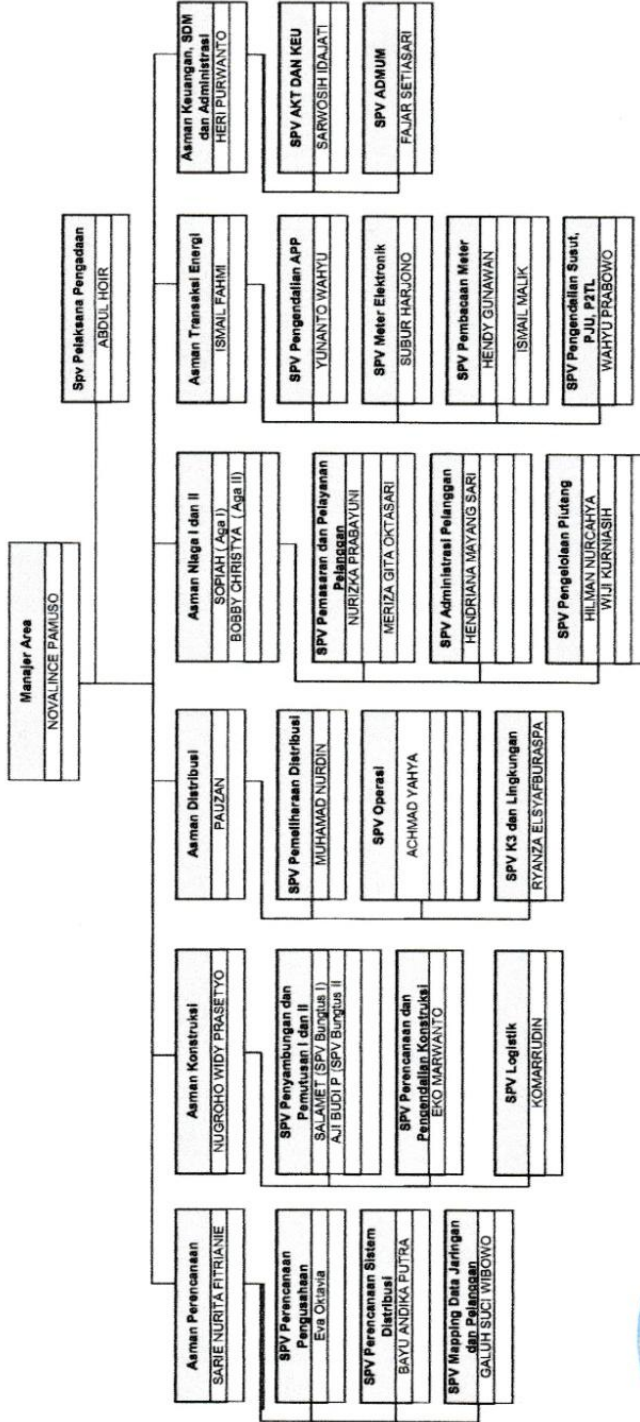 Manajer Area
NOVALINCE PAMUSO
Spv Pelaksana Pengadaan
ABDUL HOIR
Asman Perencanaan
SARIE NURITA FITRIANIE
SPV Perencanaan
Pengusahaan
Eva Oktavia
SPV Perencanaan Sistem
Distribusi
BAYU ANDIKA PUTRA
SPV Mapping Data Jaringan
dan Pelanggan
GALUH SUCI WIBOWO
Asman Konstruksi
NUGROHO WIDY PRASETYO
SPV Penyambungan dan
Pemutusan I dan II
SALAMET (SPV Bungtus I)
AJI BUDI P (SPV Bungtus II
SPV Perencanaan dan
Pengendalian Konstruksi
EKO MARWANTO
SPV Logistik
KOMARRUDIN
Asman Distribusi
PAUZAN
SPV Pemeliharaan Distribusi
MUHAMAD NURDIN
SPV Operasi
ACHMAD YAHYA
SPV K3 dan Lingkungan
RYANZA ELSYAFBURASPA
Asman Niaga I dan II
SOPIAH ( Aga I)
BOBBY CHRISTYA ( Aga II)
SPV Pemasaran dan Pelayanan
Pelanggan
NURIZKA PRABAYUNI
MERIZA GITA OKTASARI
SPV Administrasi Pelanggan
HENDRIANA MAYANG SARI
SPV Pengelolaan Piutang
HILMAN NURCAHYA
WIJI KURNIASIH
Asman Transaksi Energi
ISMAIL FAHMI
SPV Pengendalian APP
YUNANTO WAHYU
SPV Meter Elektronik
SUBUR HARJONO
SPV Pembacaan Meter
HENDY GUNAWAN
ISMAIL MALIK
SPV Pengendalian Susut,
PJU, P2TL
WAHYU PRABOWO
Asman Keuangan, SDM
dan Administrasi
HERI PURWANTO
SPV AKT DAN KEU
SARWOSIH IDAJATI
SPV ADMUM
FAJAR SETIASARI